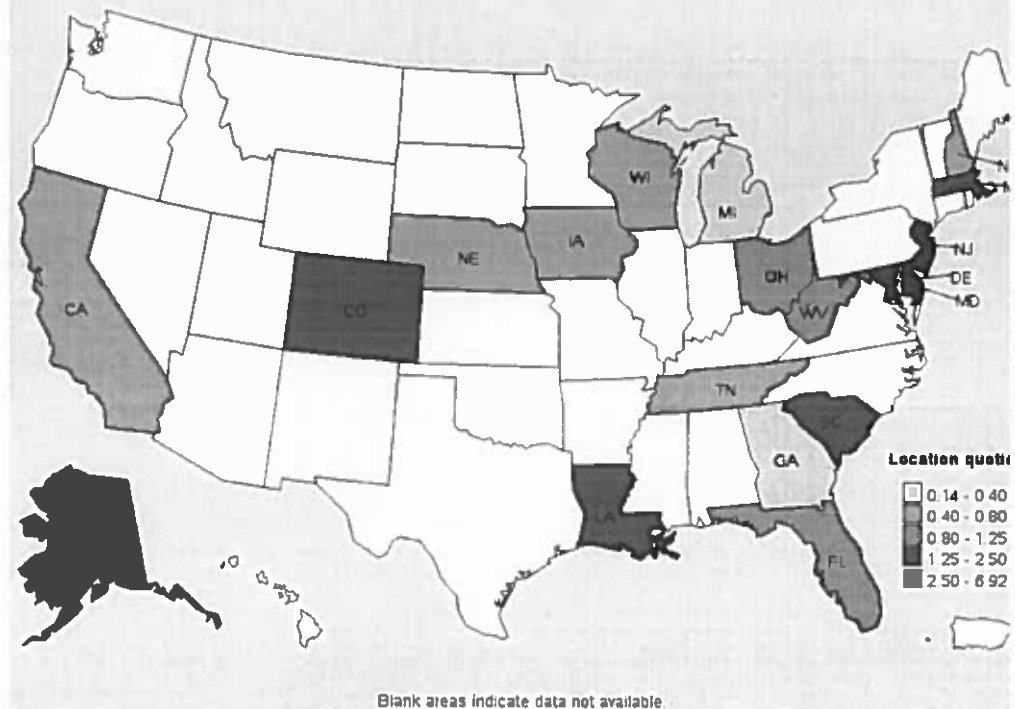 WI
MI
N
M
IA
NE
OH
NJ
DE
MD
CA
CO
WV
TN
SC
GA
LA
FL
Location quotie
0.14 - 0.40
0.40 - 0.80
0.80 - 1.25
1.25 - 2.50
2.50 - 6.92
Blank areas indicate data not available.